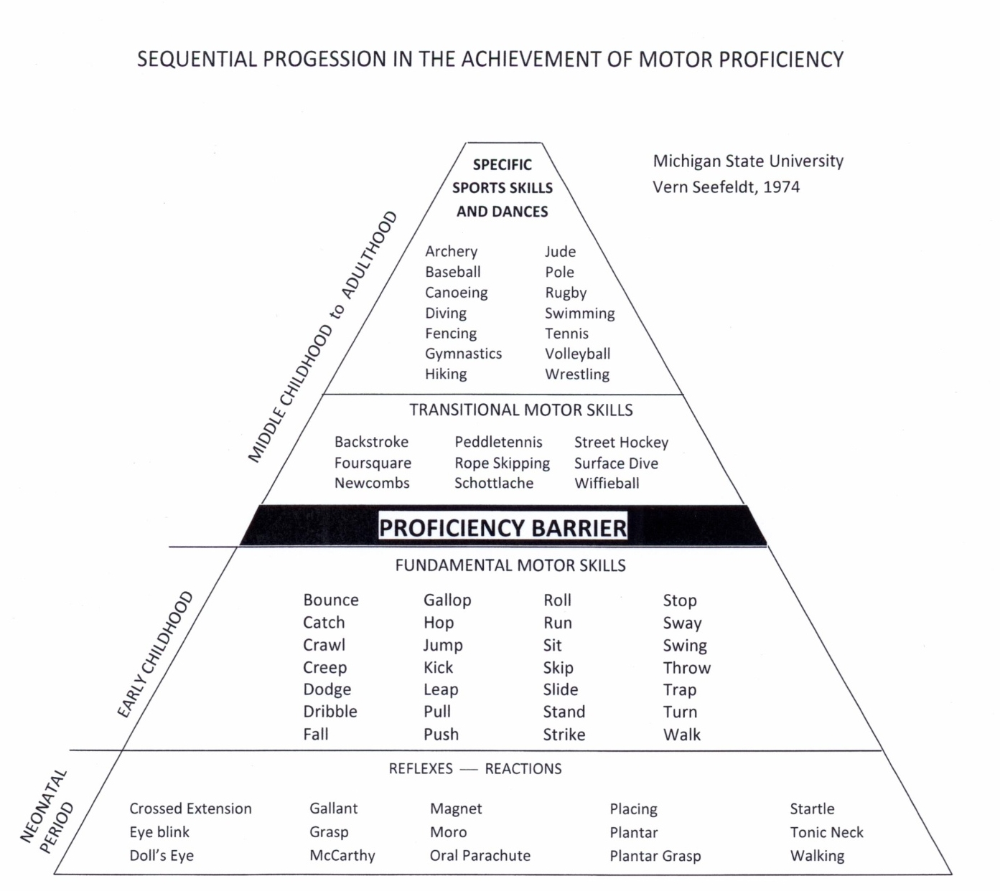 SEQUENTIAL PROGESSION IN THE ACHIEVEMENT OF MOTOR PROFICIENCY
Michigan State University
Vern Seefeldt, 1974
MIDDLE CHILDHOOD to ADULTHOOD
SPECIFIC
SPORTS SKILLS
AND DANCES
Archery Jude
Baseball Pole
Canoeing Rugby
Diving Swimming
Fencing Tennis
Gymnastics Volleyball
Hiking Wrestling
TRANSITIONAL MOTOR SKILLS
Backstroke Peddletennis Street Hockey
Foursquare Rope Skipping Surface Dive
Newcombs Schottlache Wiffieball
PROFICIENCY BARRIER
EARLY CHILDHOOD
FUNDAMENTAL MOTOR SKILLS
Bounce Gallop Roll Stop
Catch Hop Run Sway
Crawl Jump Sit Swing
Creep Kick Skip Throw
Dodge Leap Slide Trap
Dribble Pull Stand Turn
Fall Push Strike Walk
NEONATAL
PERIOD
REFLEXES — REACTIONS
Crossed Extension Gallant Magnet Placing Startle
Eye blink Grasp Moro Plantar Tonic Neck
Doll's Eye McCarthy Oral Parachute Plantar Grasp Walking